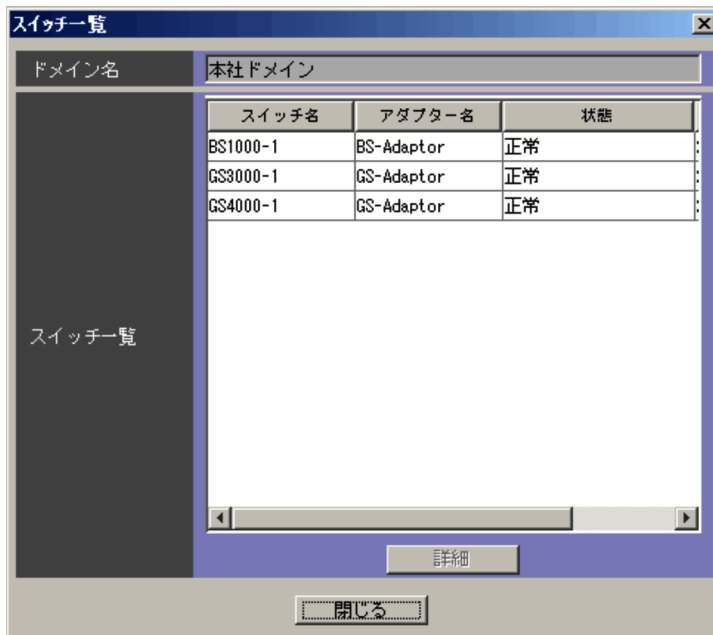 スイッチ一覧
ドメイン名 本社ドメイン
スイッチ名 アダプター名 状態
BS1000-1 BS-Adaptor 正常
GS3000-1 GS-Adaptor 正常
GS4000-1 GS-Adaptor 正常
スイッチ一覧
詳細
閉じる